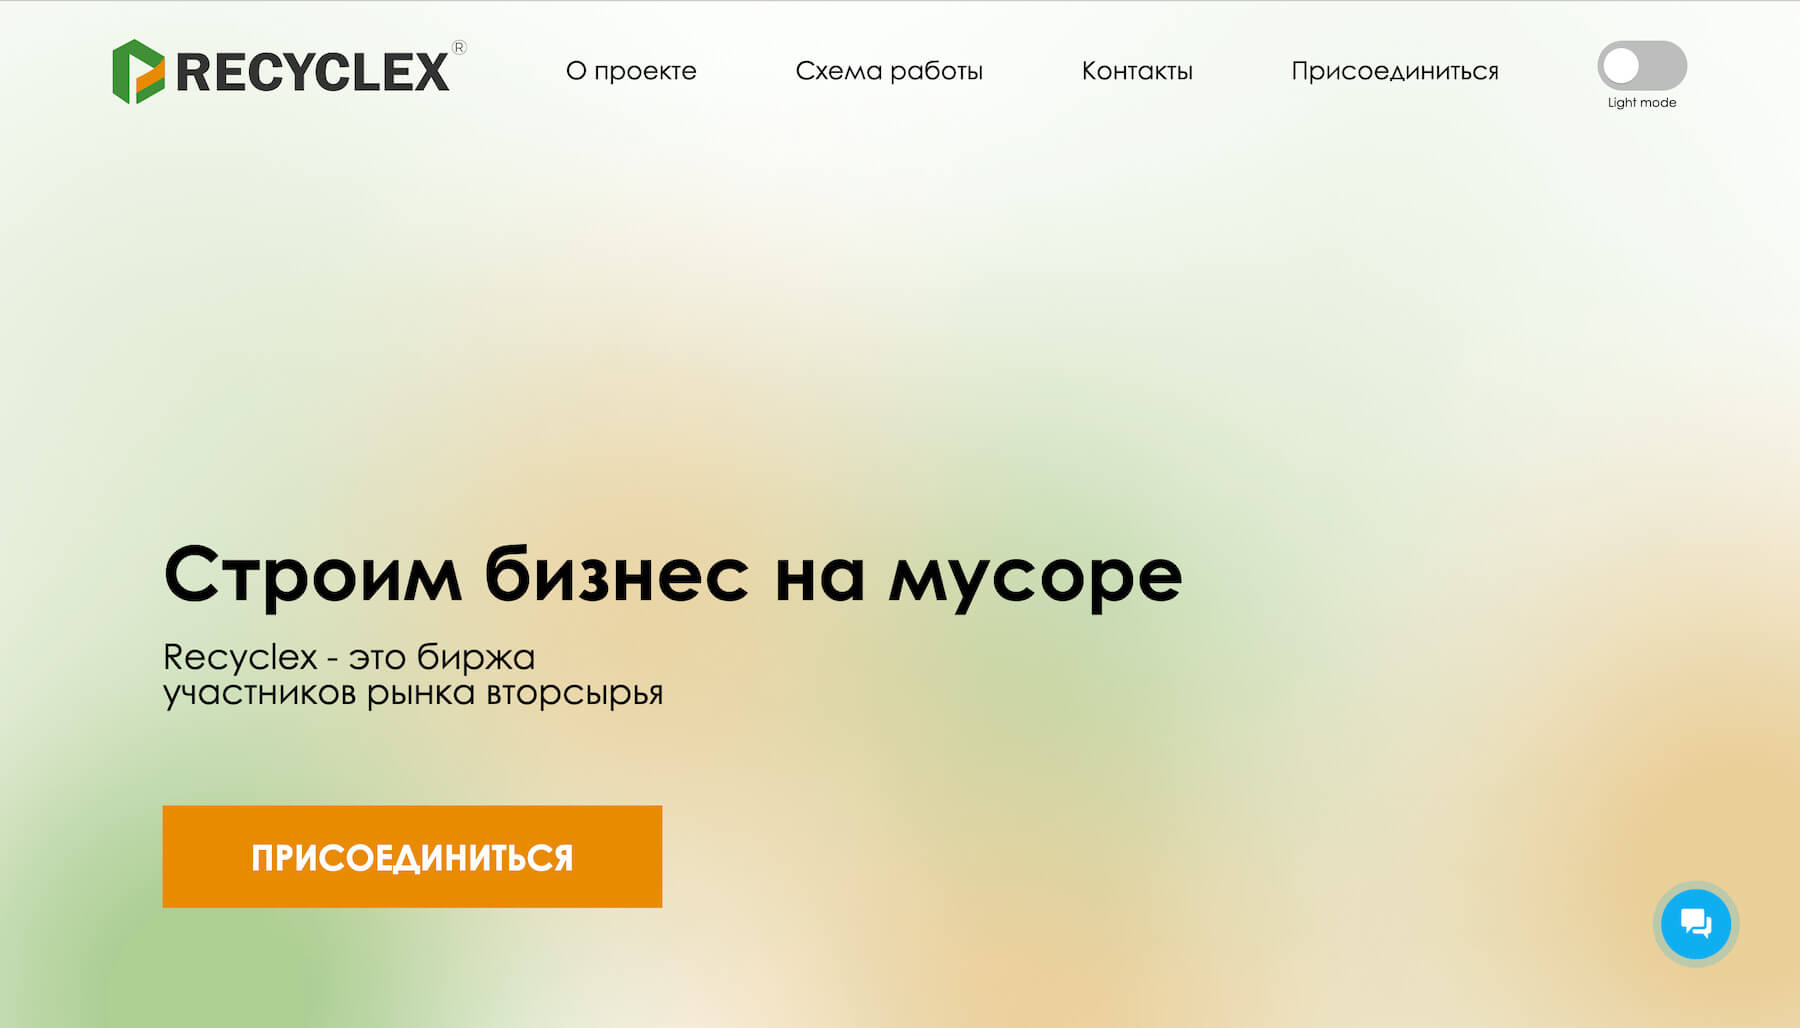 RECYCLEX®
О проекте
Схема работы
Контакты
Присоединиться
Light mode
Строим бизнес на мусоре
Recyclex - это биржа
участников рынка вторсырья
ПРИСОЕДИНИТЬСЯ